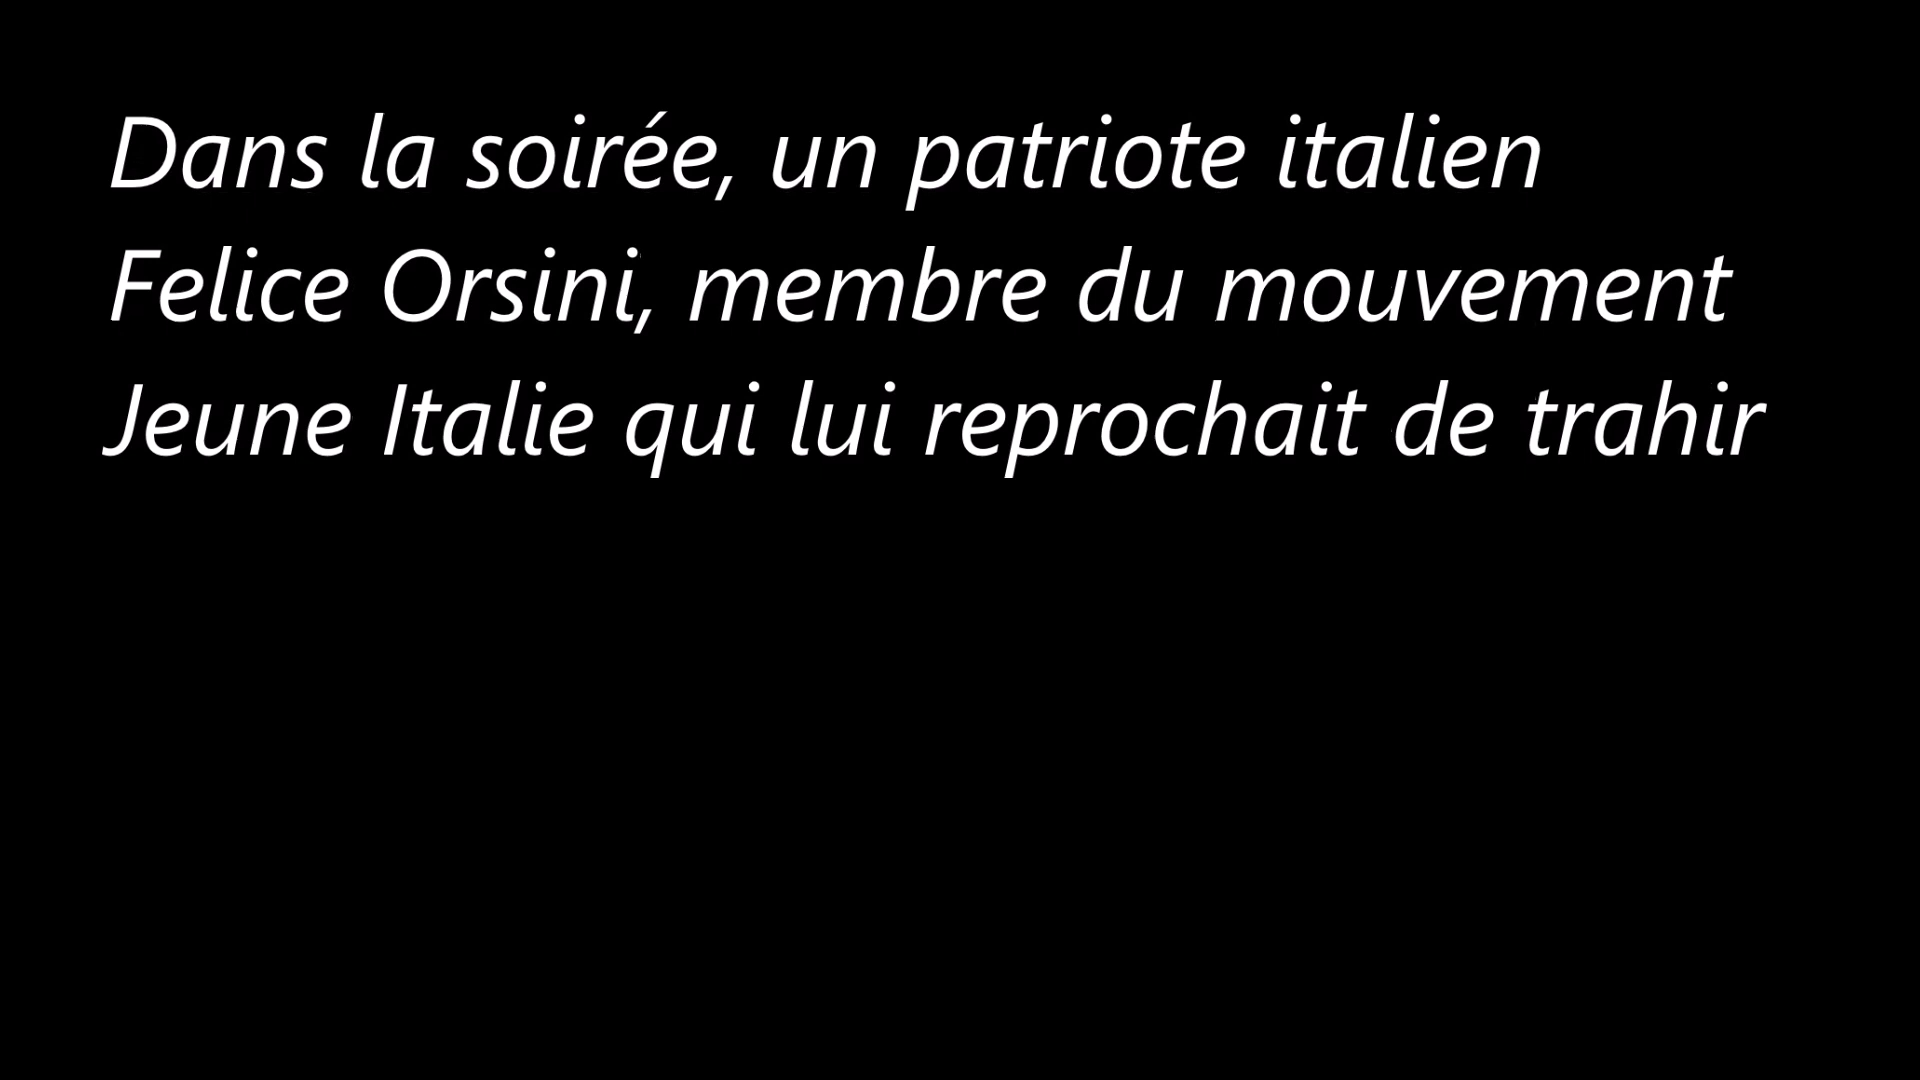 Dans la soirée, un patriote italien
Felice Orsini, membre du mouvement
Jeune Italie qui lui reprochait de trahir